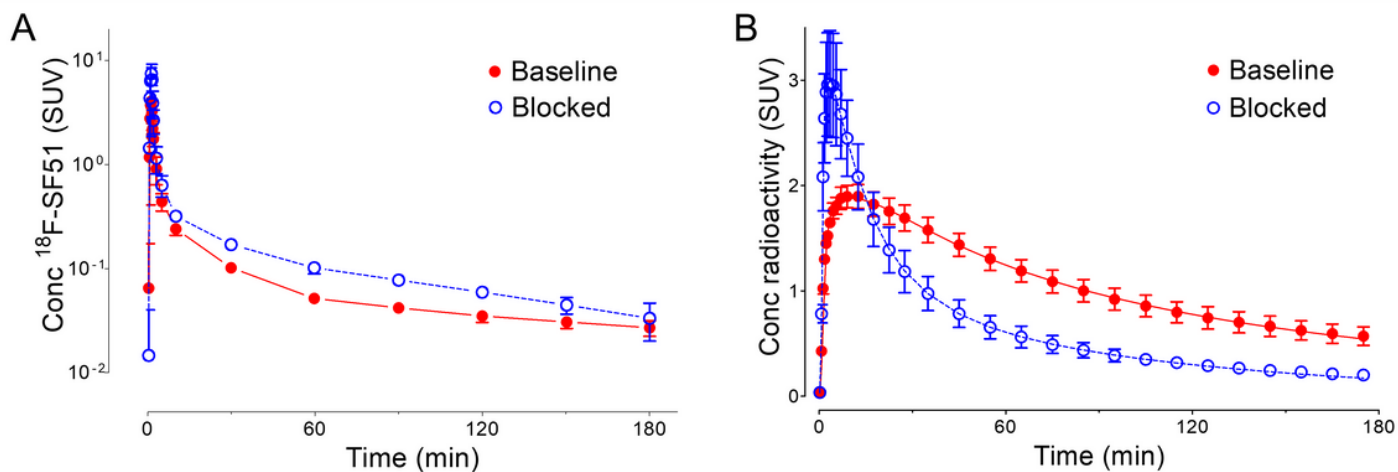 A
Conc ¹⁸F-SF51 (SUV)
10¹
10⁰
10⁻¹
10⁻²
Baseline
Blocked
0
60
120
180
Time (min)
B
Conc radioactivity (SUV)
3
2
1
0
Baseline
Blocked
0
60
120
180
Time (min)